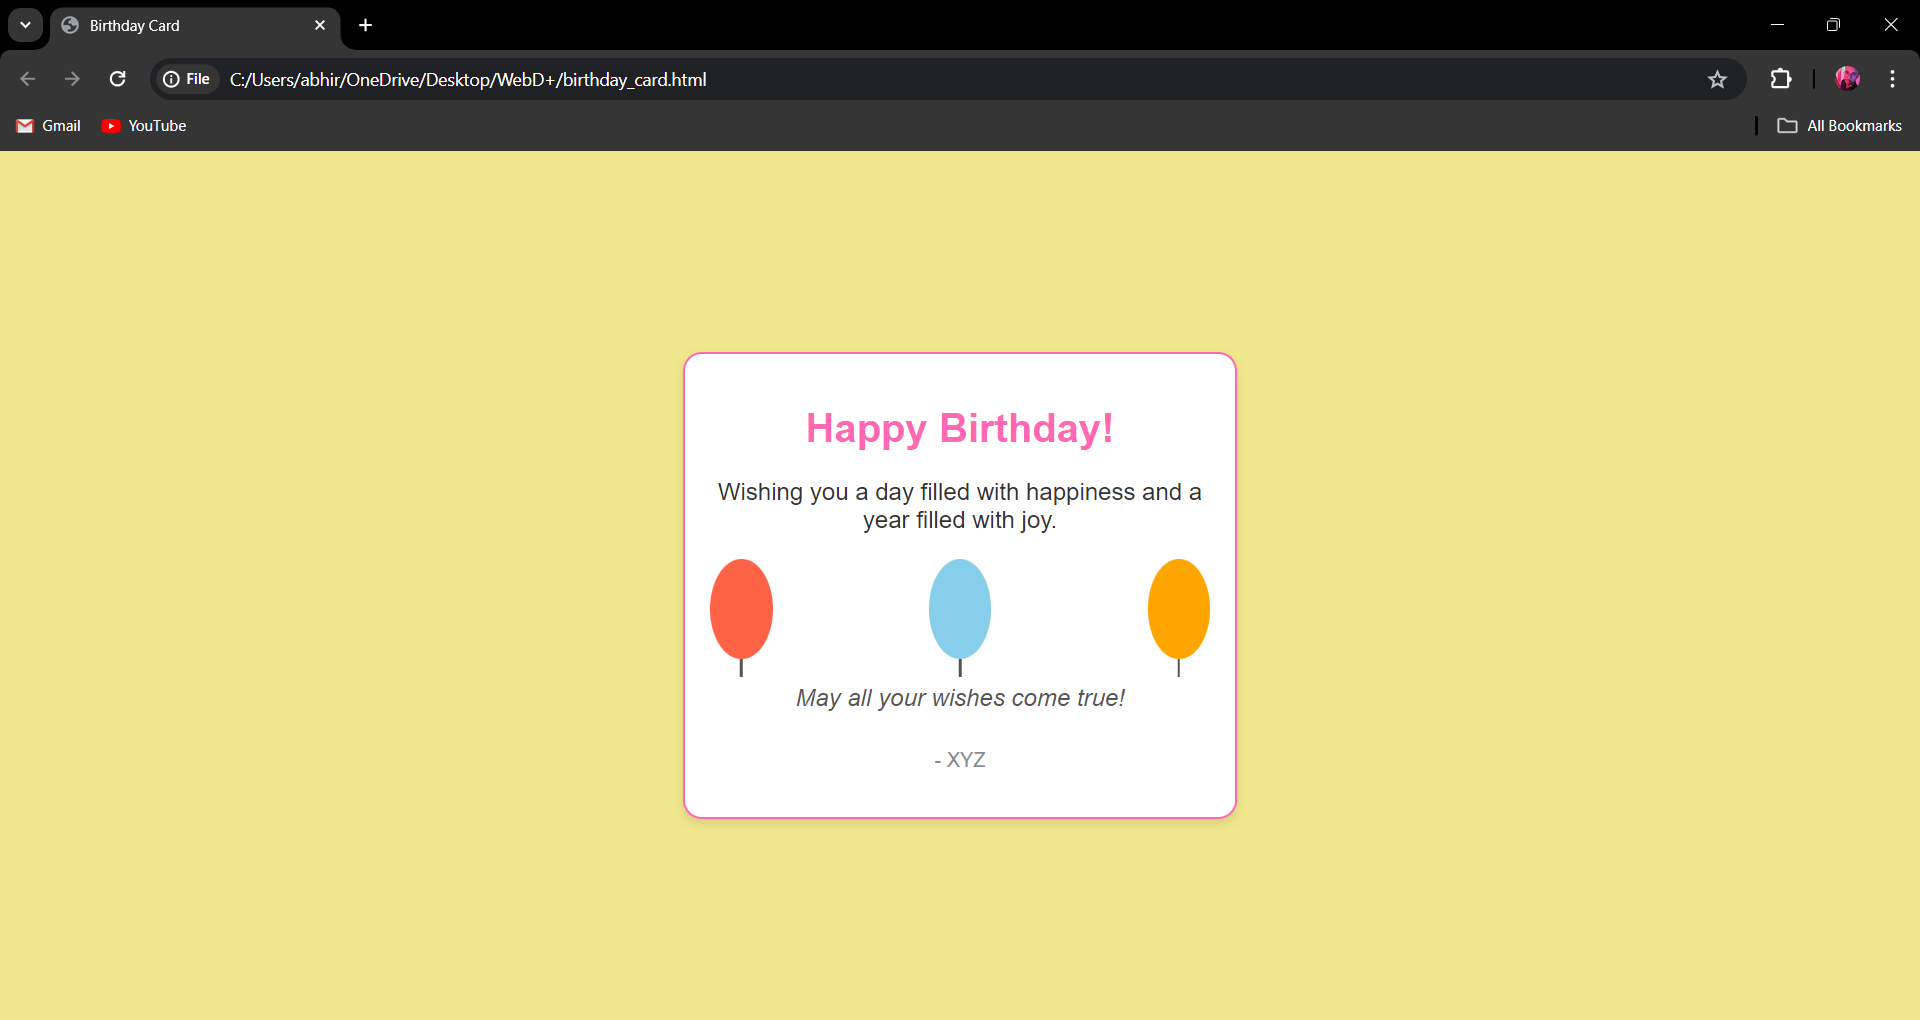 Birthday Card
File C:/Users/abhir/OneDrive/Desktop/WebD+/birthday_card.html
Gmail YouTube All Bookmarks
Happy Birthday!
Wishing you a day filled with happiness and a
year filled with joy.
May all your wishes come true!
- XYZ